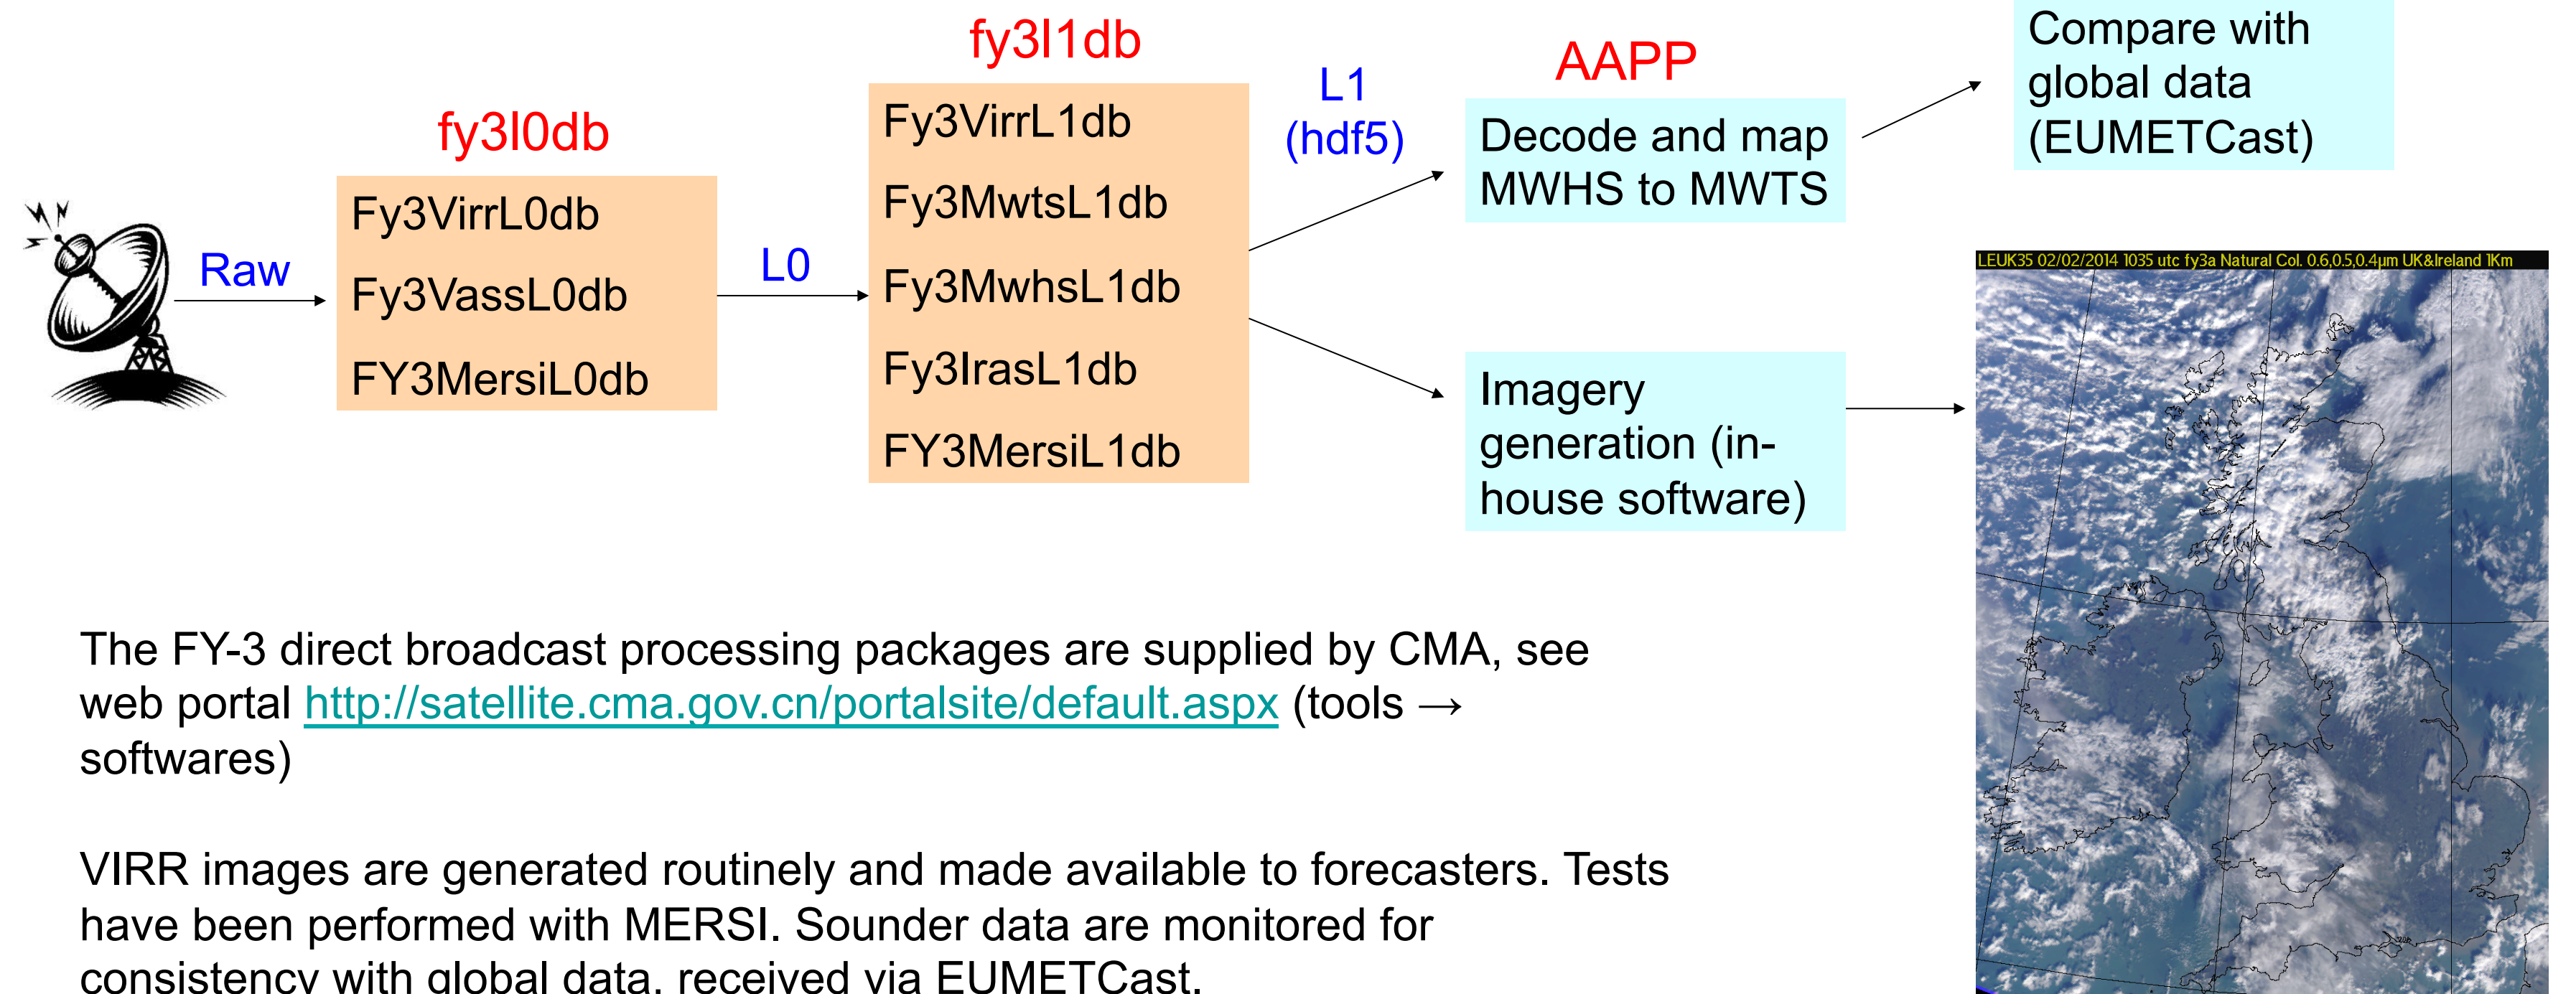 fy3l1db
Compare with
global data
(EUMETCast)
AAPP
L1
(hdf5)
fy3l0db
Fy3VirrL1db
Fy3MwtsL1db
Fy3MwhsL1db
Fy3IrasL1db
FY3MersiL1db
Decode and map
MWHS to MWTS
Fy3VirrL0db
Fy3VassL0db
FY3MersiL0db
Raw
L0
LEUK35 02/02/2014 1035 utc fy3a Natural Col. 0.6,0.5,0.4µm UK&Ireland 1Km
Imagery
generation (in-
house software)
The FY-3 direct broadcast processing packages are supplied by CMA, see
web portal http://satellite.cma.gov.cn/portalsite/default.aspx (tools →
softwares)
VIRR images are generated routinely and made available to forecasters. Tests
have been performed with MERSI. Sounder data are monitored for
consistency with global data, received via EUMETCast.